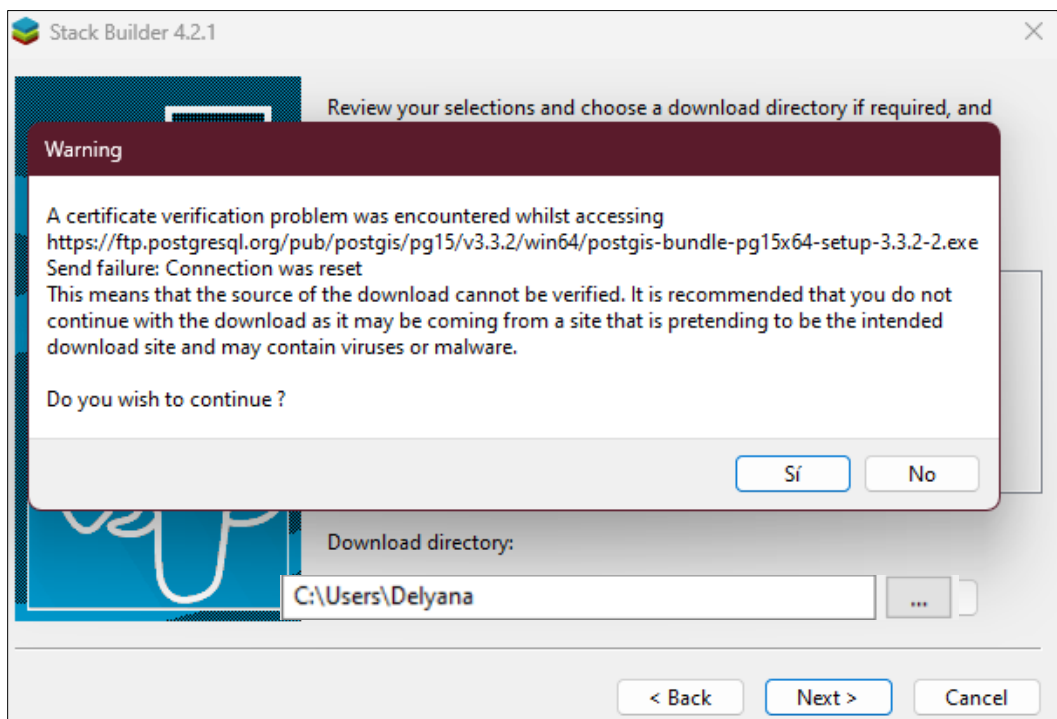 Stack Builder 4.2.1
Review your selections and choose a download directory if required, and
Warning
A certificate verification problem was encountered whilst accessing
https://ftp.postgresql.org/pub/postgis/pg15/v3.3.2/win64/postgis-bundle-pg15x64-setup-3.3.2-2.exe
Send failure: Connection was reset
This means that the source of the download cannot be verified. It is recommended that you do not
continue with the download as it may be coming from a site that is pretending to be the intended
download site and may contain viruses or malware.
Do you wish to continue ?
Sí No
Download directory:
C:\Users\Delyana ...
< Back Next > Cancel